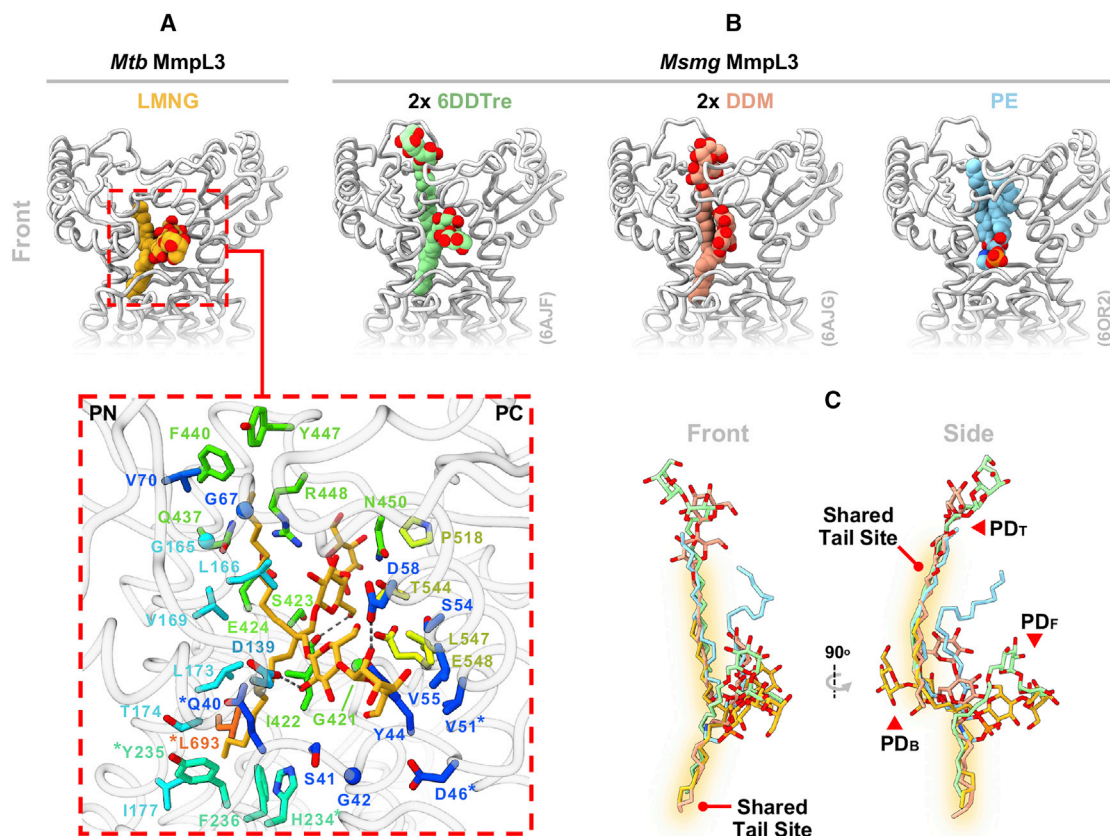 A
B
Mtb MmpL3
Msmg MmpL3
LMNG
2x 6DDTre
2x DDM
PE
Front
(6AJF)
(6AJG)
(6OR2)
PN
PC
F440
Y447
V70
G67
R448
N450
Q437
P518
G165
D58
L166
T544
S423
S54
V169
E424
D139
L547
L173
E548
*Q40
V55
T174
I422
G421
V51*
*L693
Y44
*Y235
S41
D46*
G42
I177
F236
H234*
C
Front
Side
Shared
Tail Site
PDT
PDF
90o
PDB
Shared
Tail Site